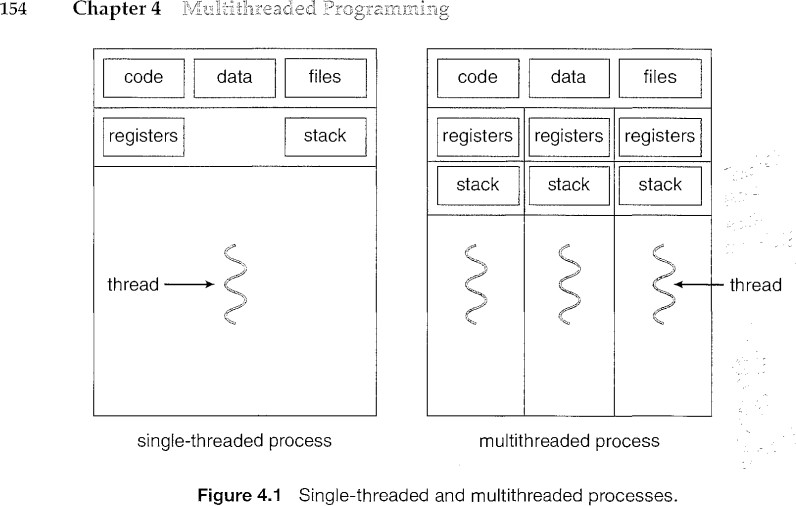 154 Chapter 4 Multithreaded Programming
code data files code data files
registers stack registers registers registers
stack stack stack
thread thread
single-threaded process multithreaded process
Figure 4.1 Single-threaded and multithreaded processes.